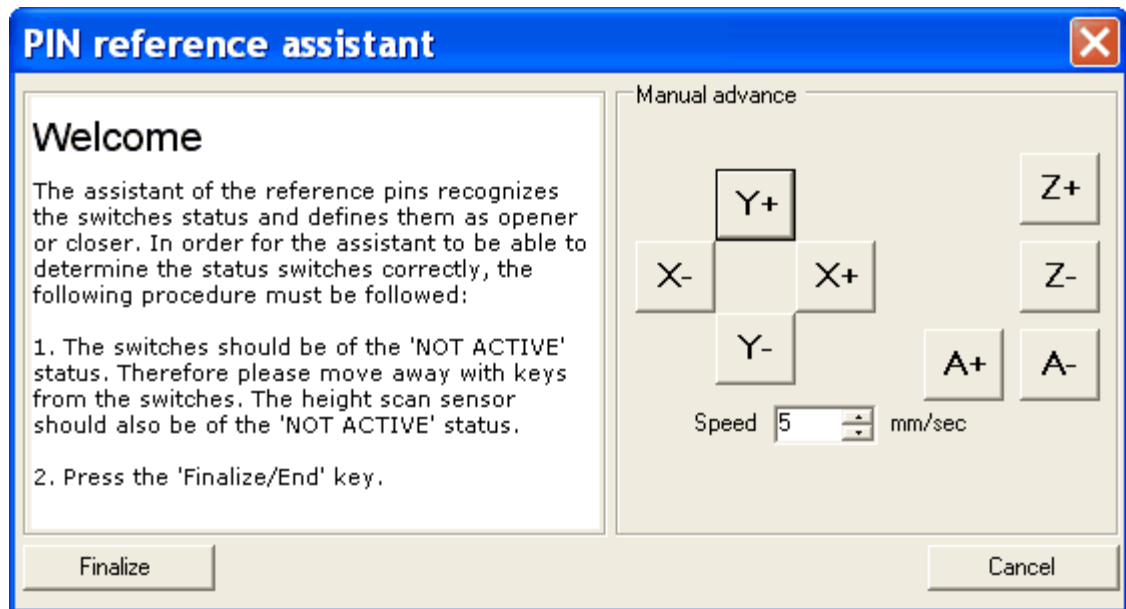 PIN reference assistant
Welcome
The assistant of the reference pins recognizes
the switches status and defines them as opener
or closer. In order for the assistant to be able to
determine the status switches correctly, the
following procedure must be followed:
1. The switches should be of the 'NOT ACTIVE'
status. Therefore please move away with keys
from the switches. The height scan sensor
should also be of the 'NOT ACTIVE' status.
2. Press the 'Finalize/End' key.
Manual advance
Y+
Z+
X-
X+
Z-
Y-
A+
A-
Speed 5 mm/sec
Finalize
Cancel